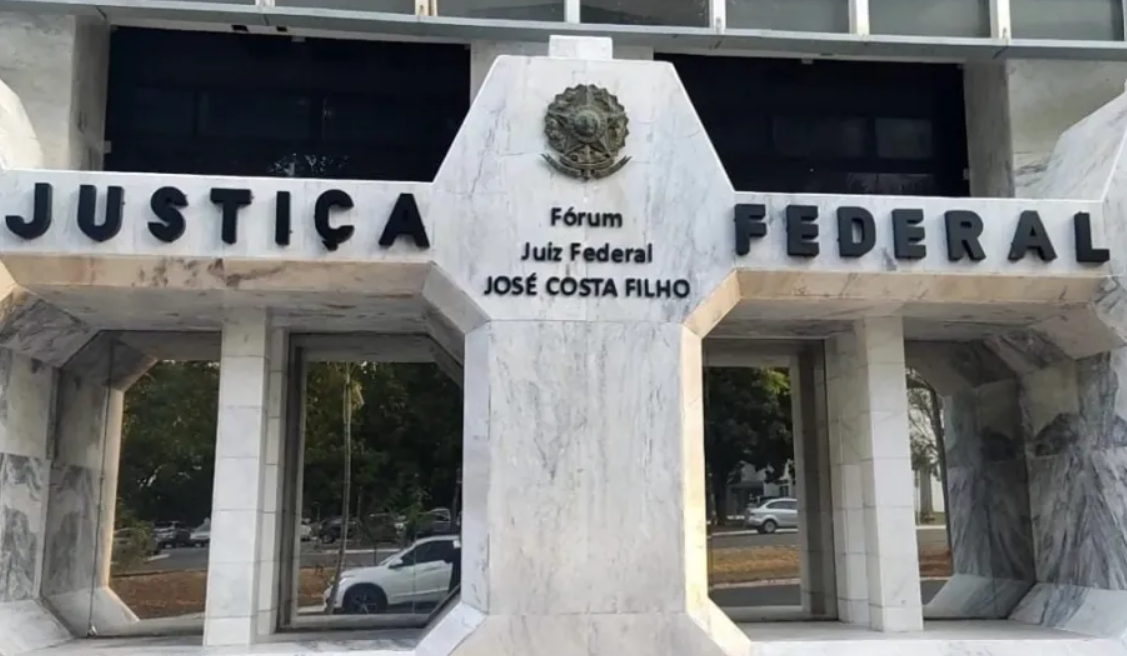 JUSTIÇA FEDERAL
Fórum
Juiz Federal
JOSÉ COSTA FILHO